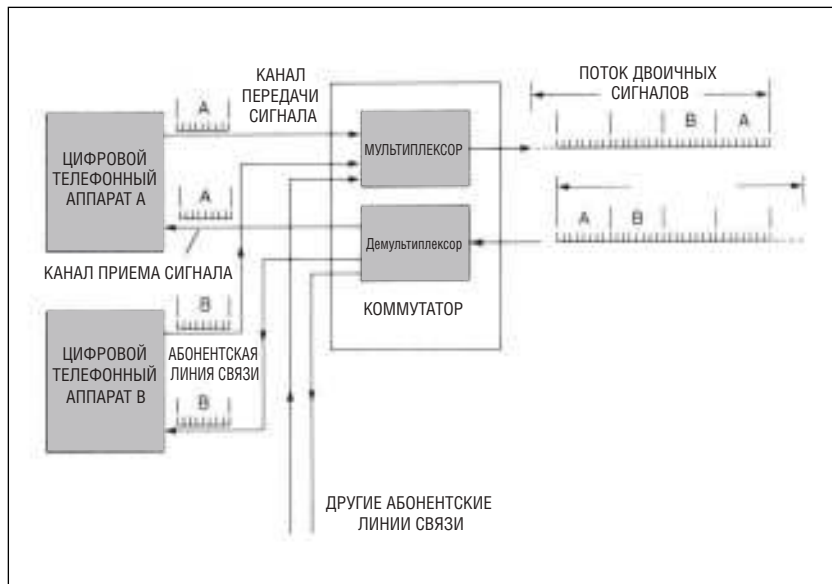 КАНАЛ
ПЕРЕДАЧИ
СИГНАЛА
ПОТОК ДВОИЧНЫХ
СИГНАЛОВ
A
ЦИФРОВОЙ
ТЕЛЕФОННЫЙ
АППАРАТ А
МУЛЬТИПЛЕКСОР
B A
A
Демультиплексор
A B
КАНАЛ ПРИЕМА СИГНАЛА
КОММУТАТОР
B
ЦИФРОВОЙ
ТЕЛЕФОННЫЙ
АППАРАТ В
АБОНЕНТСКАЯ
ЛИНИЯ СВЯЗИ
B
ДРУГИЕ АБОНЕНТСКИЕ
ЛИНИИ СВЯЗИ